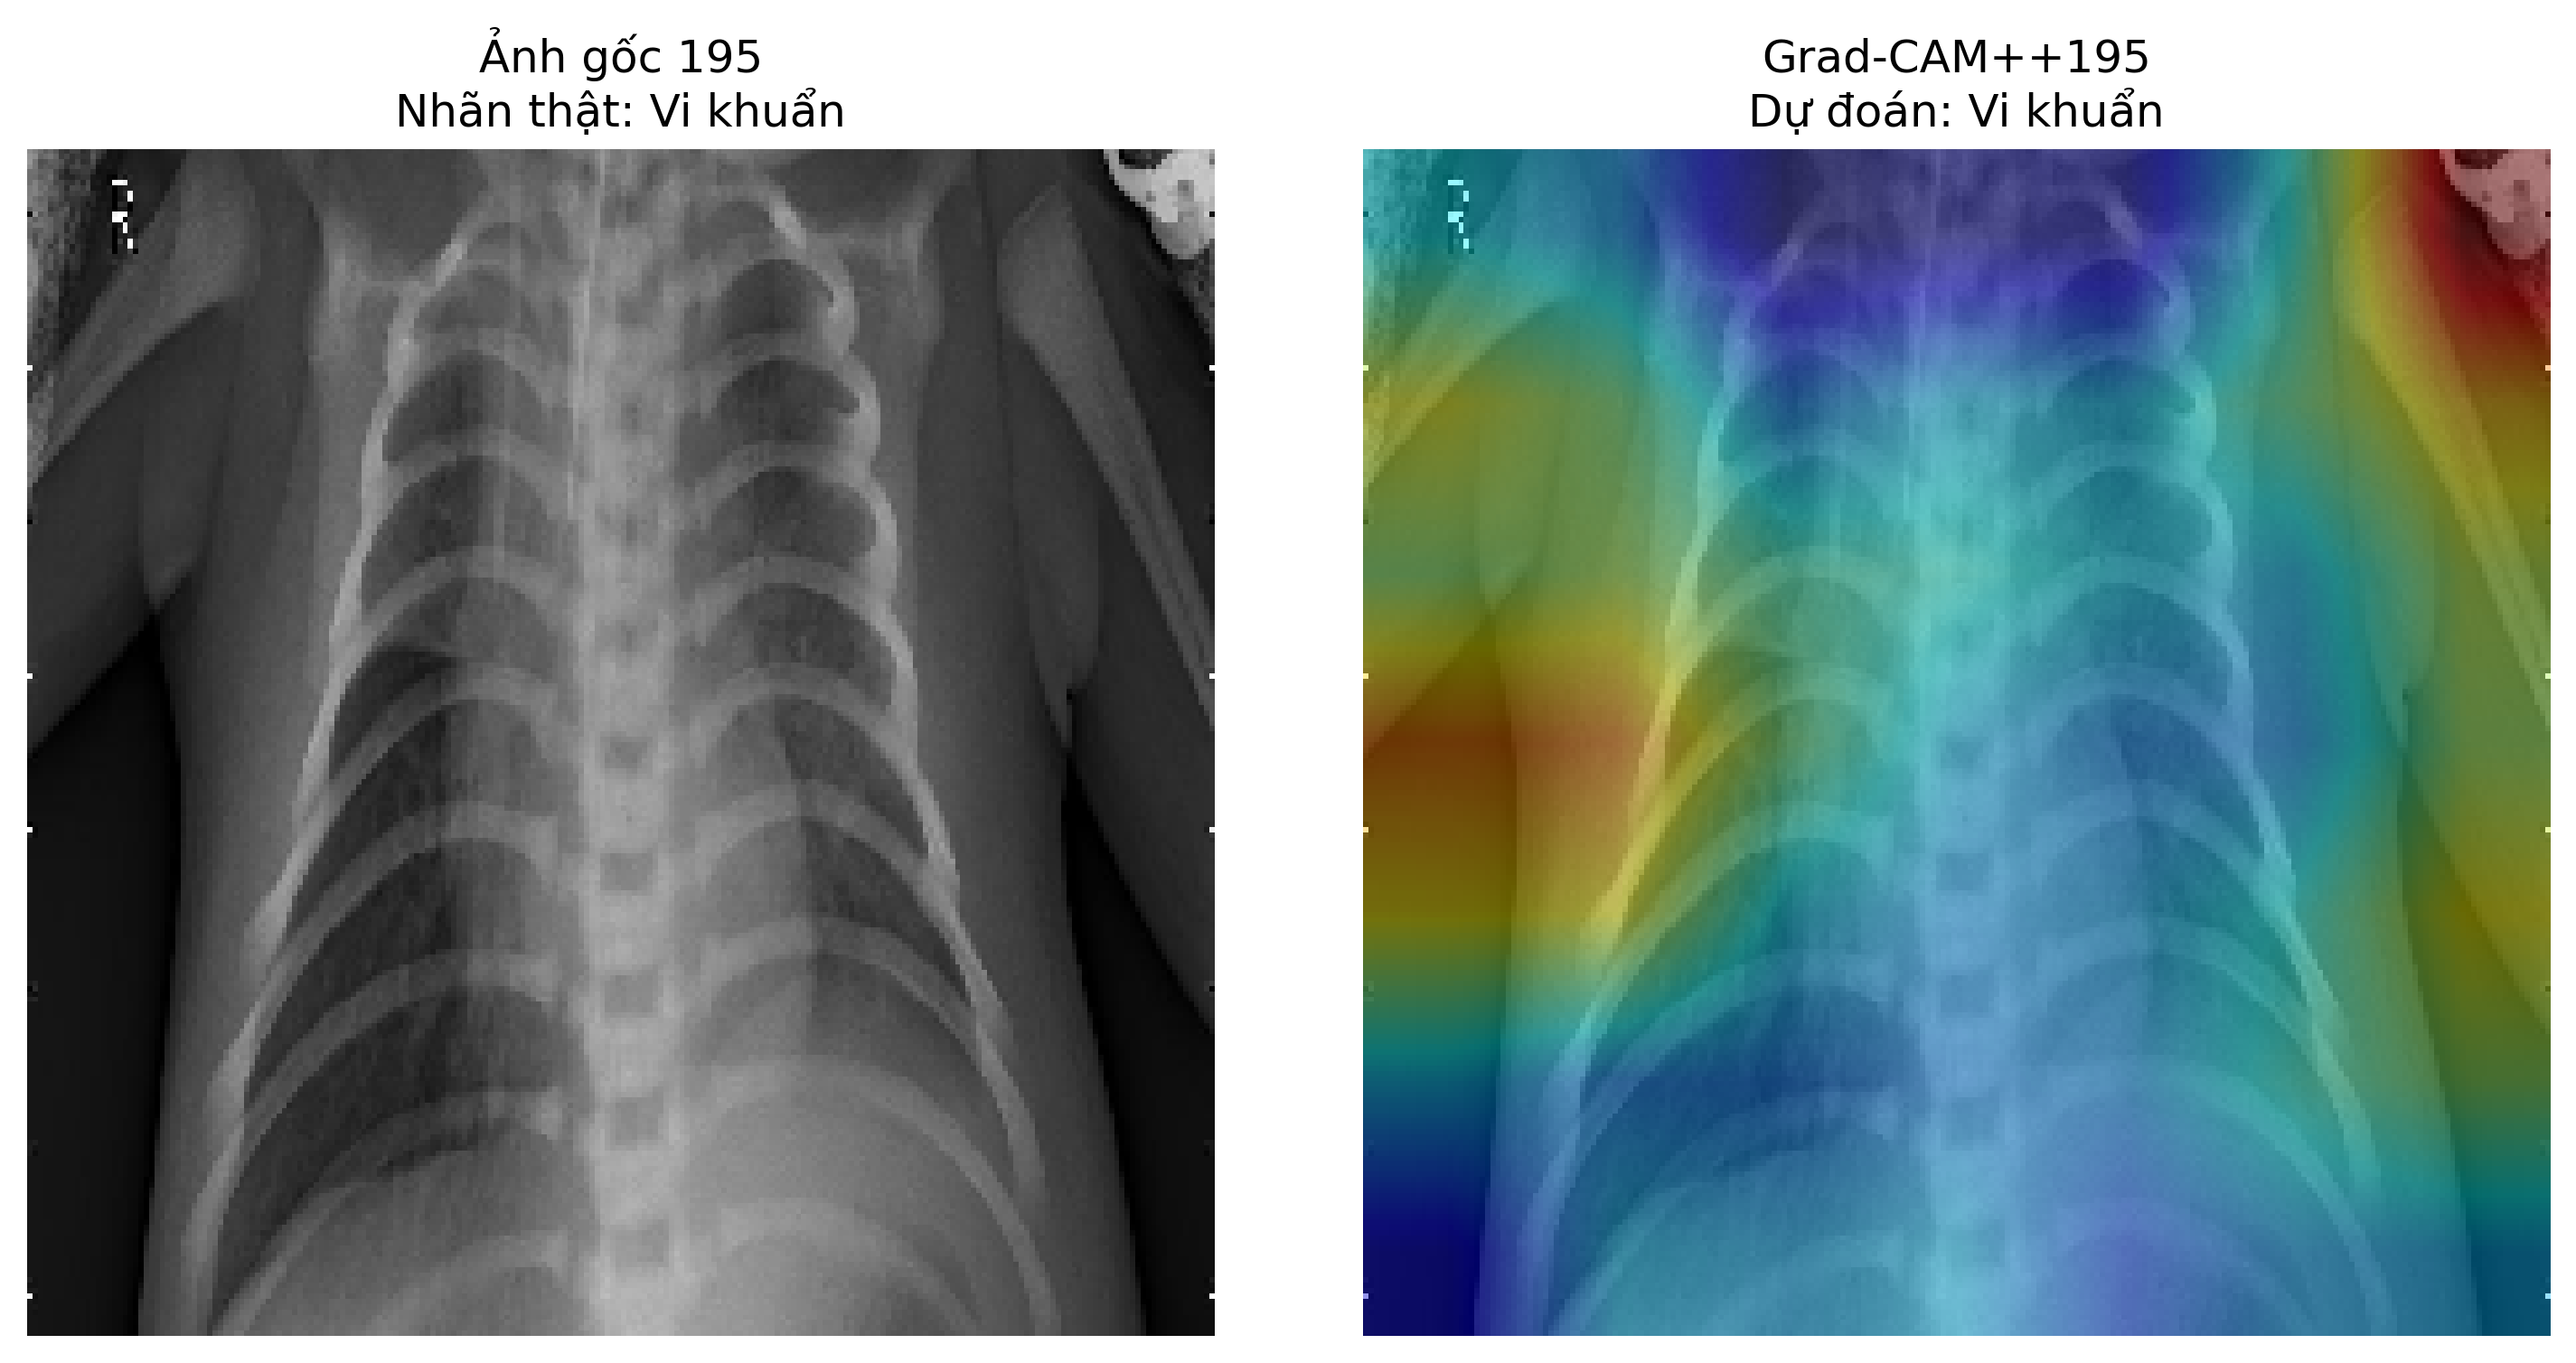 Ảnh gốc 195
Nhãn thật: Vi khuẩn
Grad-CAM++195
Dự đoán: Vi khuẩn